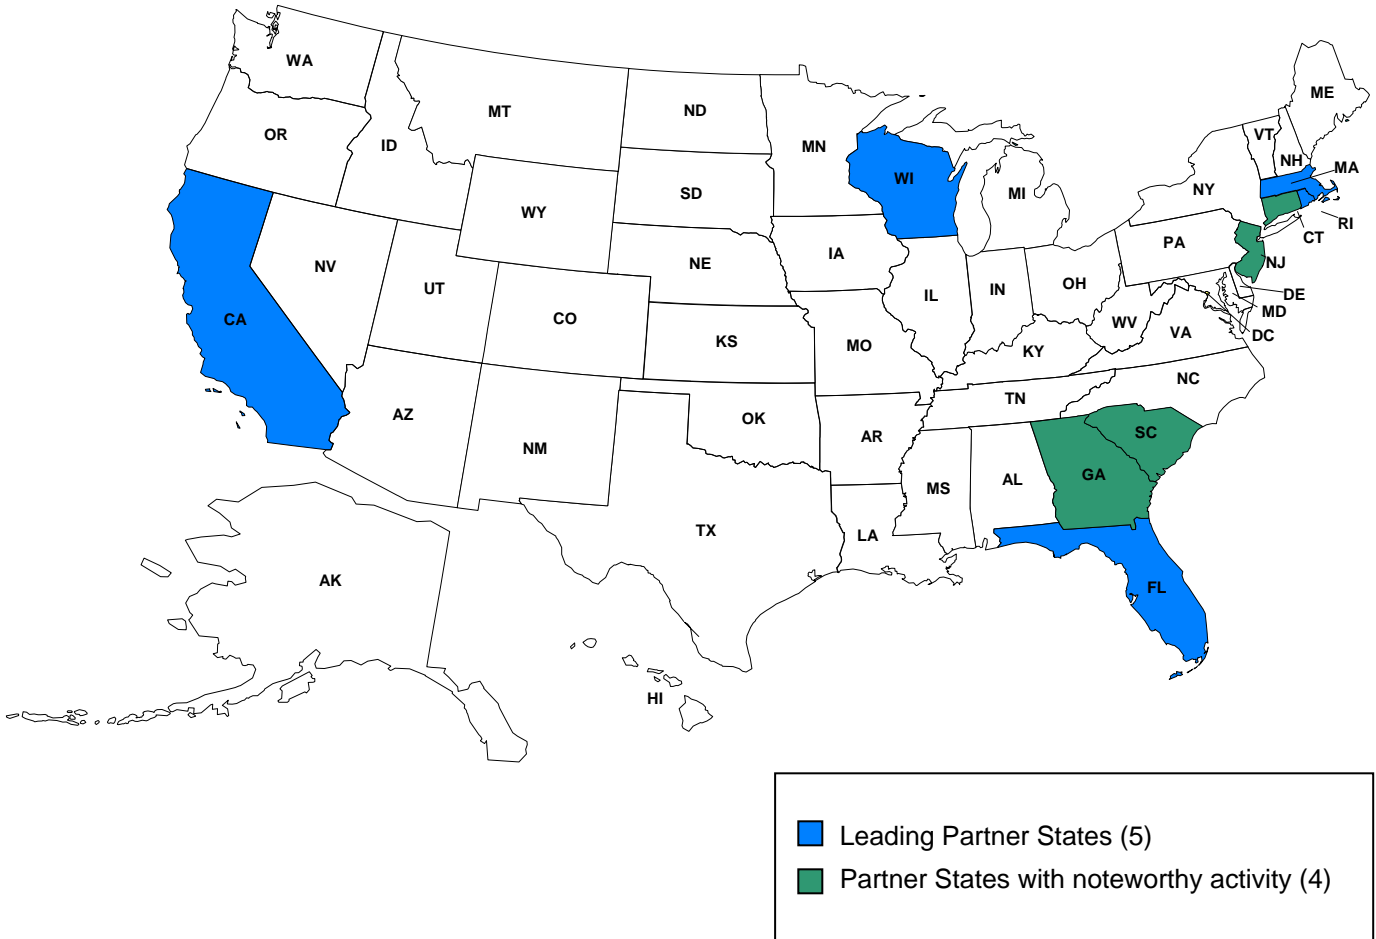 WA
MT
ND
MN
ME
OR
ID
VT
NH
MA
WI
MI
NY
SD
WY
RI
CT
PA
NV
UT
NE
IA
NJ
OH
IN
IL
DE
MD
CO
CA
WV
VA
DC
KS
MO
KY
NC
TN
AZ
OK
AR
SC
NM
GA
AL
MS
TX
LA
FL
AK
HI
Leading Partner States (5)
Partner States with noteworthy activity (4)